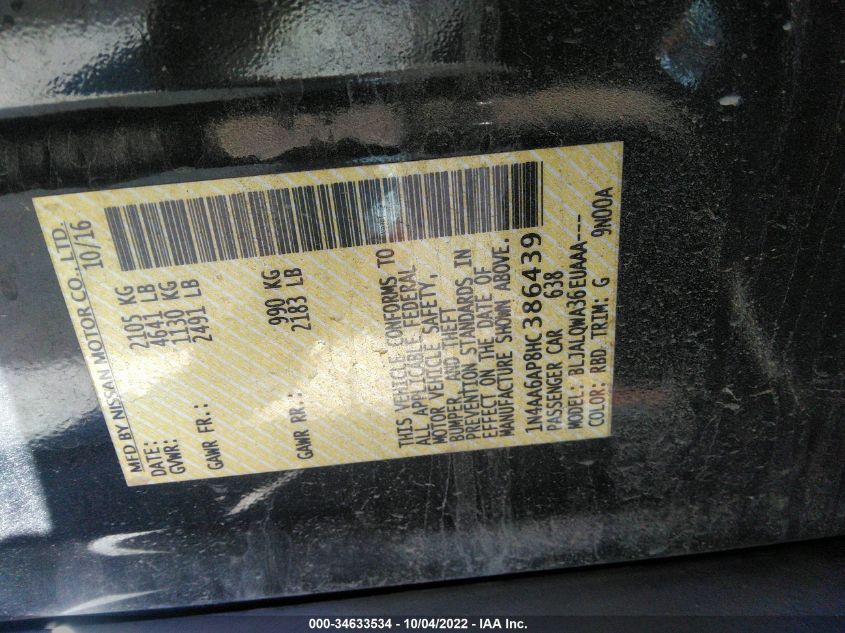 MFD BY NISSAN MOTOR CO., LTD.
DATE: 10/16
GVWR: 2105 KG
4641 LB
GAWR FR.: 1130 KG
2491 LB
GAWR RR.: 990 KG
2183 LB
THIS VEHICLE CONFORMS TO
ALL APPLICABLE FEDERAL
MOTOR VEHICLE SAFETY,
BUMPER, AND THEFT
PREVENTION STANDARDS IN
EFFECT ON THE DATE OF
MANUFACTURE SHOWN ABOVE.
1N4AA6AP8HC386439
PASSENGER CAR 638
MODEL: BLJALQWA36EUAAA---
COLOR: RBD TRIM: G 9N00A
000-34633534 - 10/04/2022 - IAA Inc.